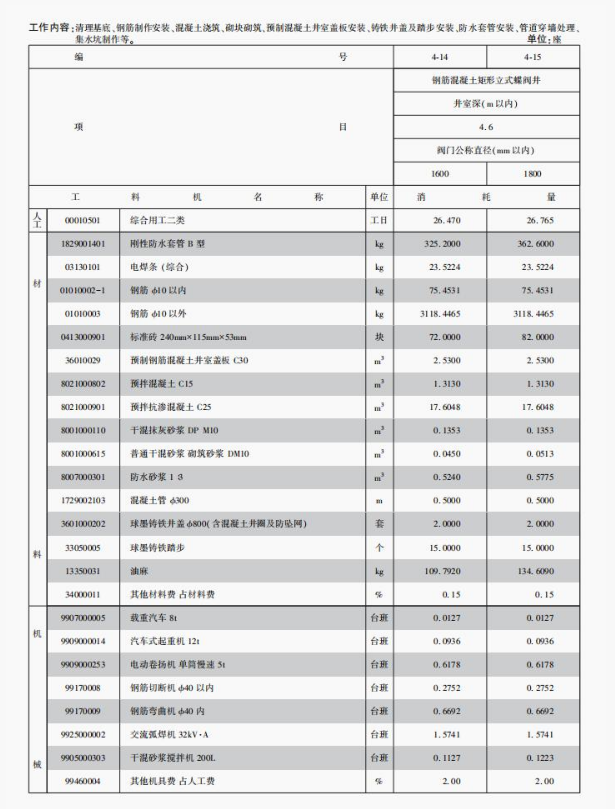 工作内容:清理基底、钢筋制作安装、混凝土浇筑、砌块砌筑、预制混凝土井室盖板安装、铸铁井盖及踏步安装、防水套管安装、管道穿墙处理、
集水坑制作等。 单位:座
编 号 4-14 4-15
项 目 钢筋混凝土矩形立式蝶阀井
井室深(m以内)
4.6
阀门公称直径(mm以内)
1600 1800
工 料 机 名 称 单位 消 耗 量
人工 00010501 综合用工二类 工日 26.470 26.765
材料 1829001401 刚性防水套管 B 型 kg 325.2000 362.6000
03130101 电焊条 (综合) kg 23.5224 23.5224
01010002-1 钢筋 ϕ10 以内 kg 75.4531 75.4531
01010003 钢筋 ϕ10 以外 kg 3118.4465 3118.4465
0413000901 标准砖 240mm×115mm×53mm 块 72.0000 82.0000
36010029 预制钢筋混凝土井室盖板 C30 m³ 2.5300 2.5300
8021000802 预拌混凝土 C15 m³ 1.3130 1.3130
8021000901 预拌抗渗混凝土 C25 m³ 17.6048 17.6048
8001000110 干混抹灰砂浆 DP M10 m³ 0.1353 0.1353
8001000615 普通干混砂浆 砌筑砂浆 DM10 m³ 0.0450 0.0513
8007000301 防水砂浆 1:3 m³ 0.5240 0.5775
1729002103 混凝土管 ϕ300 m 0.5000 0.5000
3601000202 球墨铸铁井盖 ϕ800(含混凝土井圈及防坠网) 套 2.0000 2.0000
33050005 球墨铸铁踏步 个 15.0000 15.0000
13350031 油麻 kg 109.7920 134.6090
34000011 其他材料费 占材料费 % 0.15 0.15
机械 9907000005 载重汽车 8t 台班 0.0127 0.0127
9909000014 汽车式起重机 12t 台班 0.0936 0.0936
9909000253 电动卷扬机 单筒慢速 5t 台班 0.6178 0.6178
99170008 钢筋切断机 ϕ40 以内 台班 0.2752 0.2752
99170009 钢筋弯曲机 ϕ40 内 台班 0.6692 0.6692
9925000002 交流弧焊机 32kV·A 台班 1.5741 1.5741
9905000303 干混砂浆搅拌机 200L 台班 0.1127 0.1223
99460004 其他机具费 占人工费 % 2.00 2.00